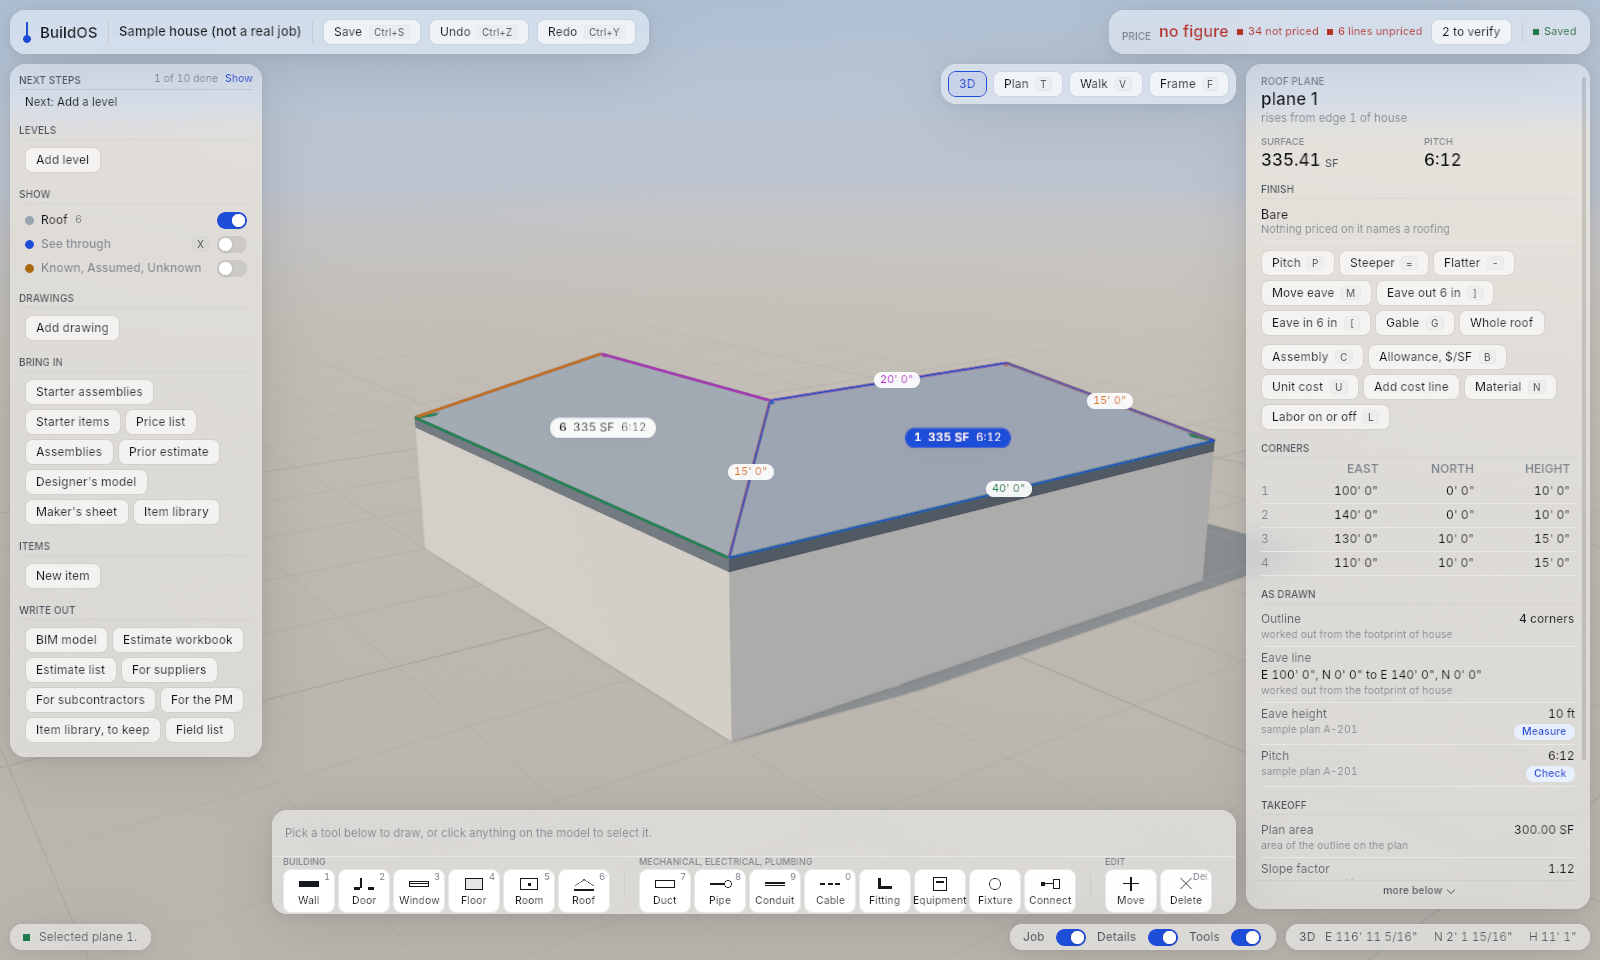 BuildOS
Sample house (not a real job)
Save Ctrl+S
Undo Ctrl+Z
Redo Ctrl+Y
PRICE no figure
34 not priced
6 lines unpriced
2 to verify
Saved
NEXT STEPS 1 of 10 done Show
Next: Add a level
LEVELS
Add level
SHOW
Roof 6
See through X
Known, Assumed, Unknown
DRAWINGS
Add drawing
BRING IN
Starter assemblies
Starter items Price list
Assemblies Prior estimate
Designer's model
Maker's sheet Item library
ITEMS
New item
WRITE OUT
BIM model Estimate workbook
Estimate list For suppliers
For subcontractors For the PM
Item library, to keep Field list
3D
Plan T
Walk V
Frame F
20' 0"
15' 0"
6 335 SF 6:12
1 335 SF 6:12
15' 0"
40' 0"
ROOF PLANE
plane 1
rises from edge 1 of house
SURFACE PITCH
335.41 SF 6:12
FINISH
Bare
Nothing priced on it names a roofing
Pitch P Steeper = Flatter -
Move eave M Eave out 6 in ]
Eave in 6 in [ Gable G Whole roof
Assembly C Allowance, $/SF B
Unit cost U Add cost line Material N
Labor on or off L
CORNERS
EAST NORTH HEIGHT
1 100' 0" 0' 0" 10' 0"
2 140' 0" 0' 0" 10' 0"
3 130' 0" 10' 0" 15' 0"
4 110' 0" 10' 0" 15' 0"
AS DRAWN
Outline 4 corners
worked out from the footprint of house
Eave line
E 100' 0", N 0' 0" to E 140' 0", N 0' 0"
worked out from the footprint of house
Eave height 10 ft
sample plan A-201 Measure
Pitch 6:12
sample plan A-201 Check
TAKEOFF
Plan area 300.00 SF
area of the outline on the plan
Slope factor 1.12
more below
Pick a tool below to draw, or click anything on the model to select it.
BUILDING
Wall 1
Door 2
Window 3
Floor 4
Room 5
Roof 6
MECHANICAL, ELECTRICAL, PLUMBING
Duct 7
Pipe 8
Conduit 9
Cable 0
Fitting
Equipment
Fixture
Connect
EDIT
Move
Delete Del
Selected plane 1.
Job Details Tools
3D E 116' 11 5/16" N 2' 1 15/16" H 11' 1"